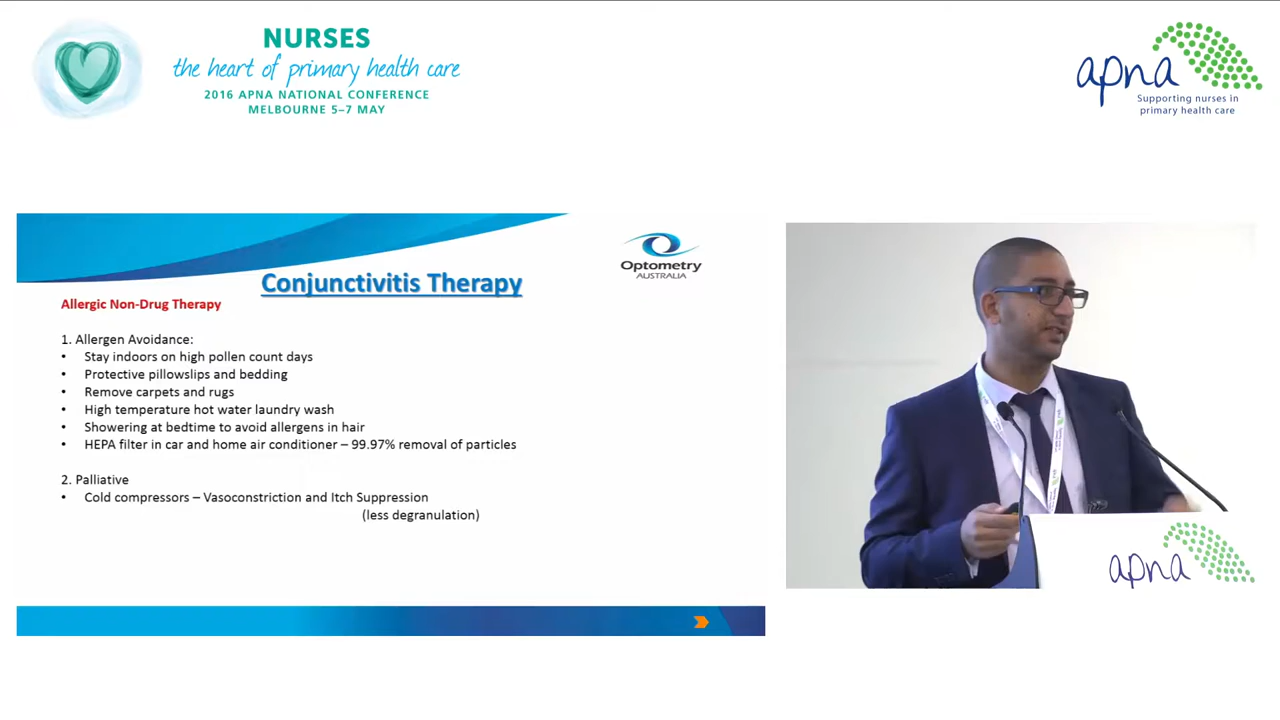 NURSES
the heart of primary health care
2016 APNA NATIONAL CONFERENCE
MELBOURNE 5–7 MAY
apna
Supporting nurses in
primary health care
Optometry
AUSTRALIA
Conjunctivitis Therapy
Allergic Non-Drug Therapy
1. Allergen Avoidance:
• Stay indoors on high pollen count days
• Protective pillowslips and bedding
• Remove carpets and rugs
• High temperature hot water laundry wash
• Showering at bedtime to avoid allergens in hair
• HEPA filter in car and home air conditioner – 99.97% removal of particles
2. Palliative
• Cold compressors – Vasoconstriction and Itch Suppression
(less degranulation)
apna